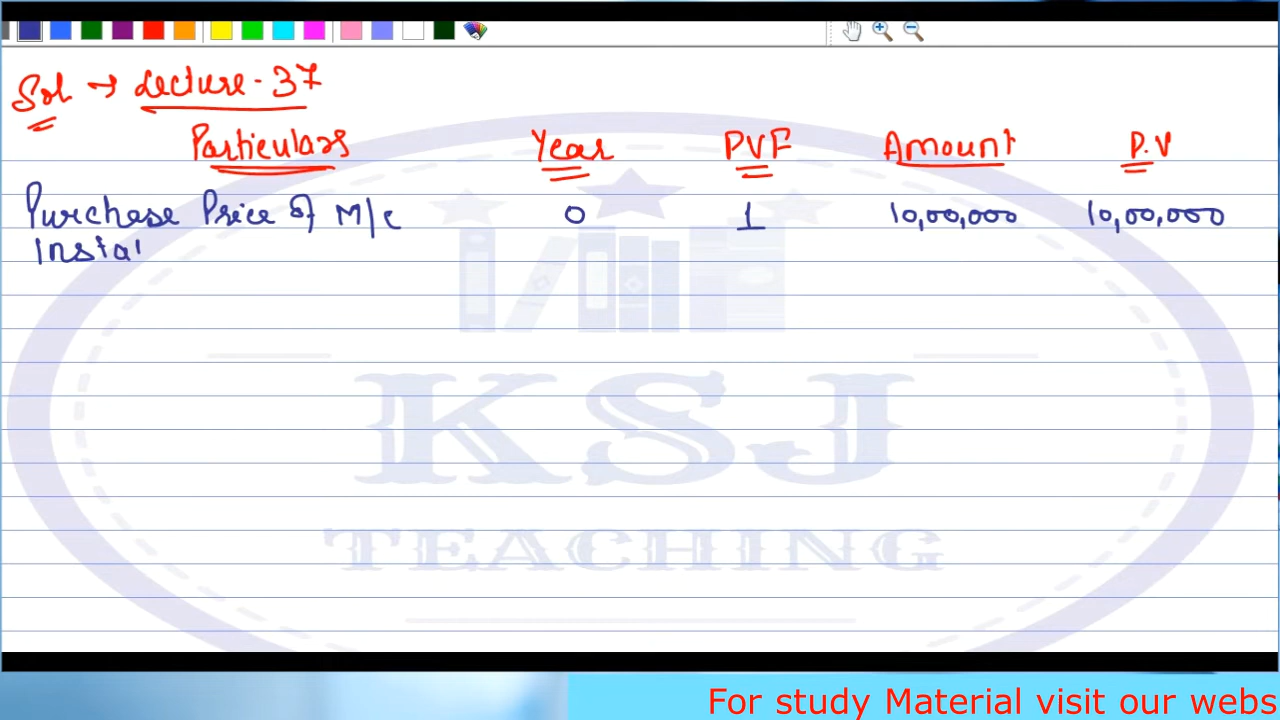 Sol → Lecture-37
Particulars Year PVF Amount P.V
Purchase Price of M/c 0 1 10,00,000 10,00,000
Instal
KSJ
TEACHING
For study Material visit our webs